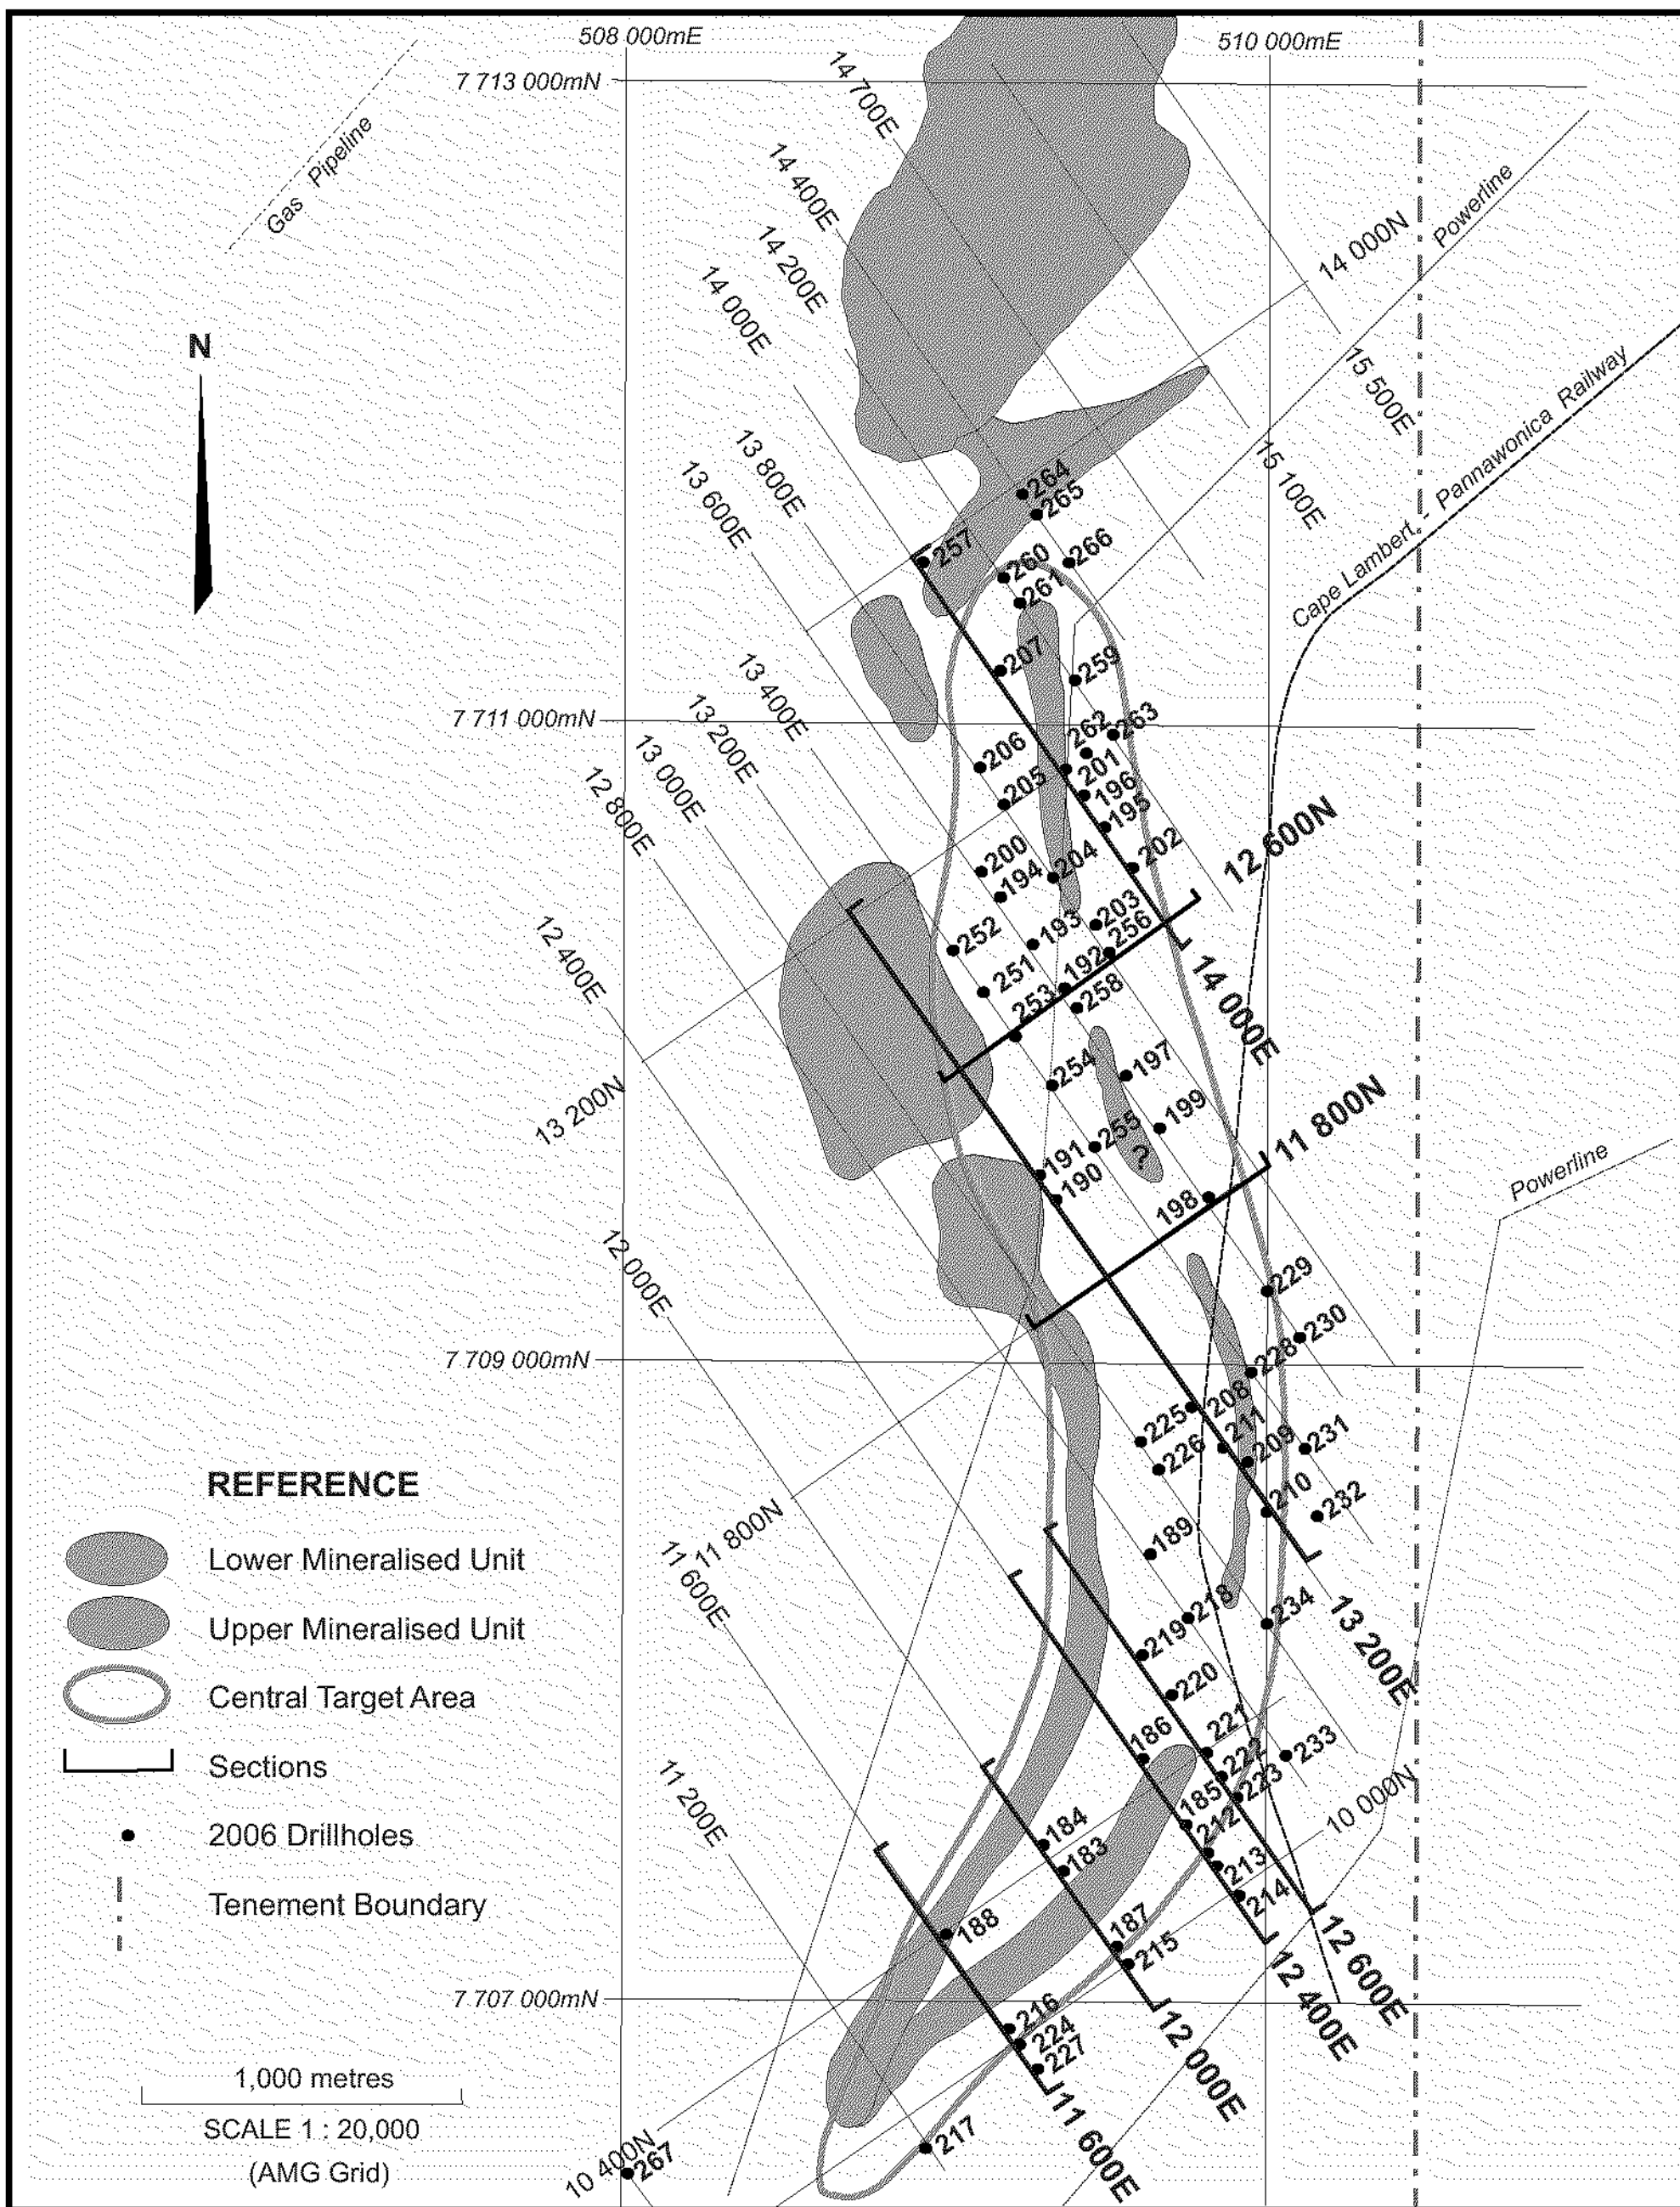 508 000mE
510 000mE
7 713 000mN
Gas Pipeline
14 700E
14 400E
14 200E
14 000E
14 000N
Powerline
N
15 500E
Cape Lambert - Pannawonica Railway
13 800E
13 600E
15 100E
264
265
257
260
266
261
13 400E
13 200E
207
259
7 711 000mN
13 000E
262
263
206
201
12 800E
205
196
195
12 600N
200
204
202
194
203
12 400E
252
193
256
251
192
253
258
14 000E
254
197
13 200N
255
199
11 800N
191
?
190
198
Powerline
12 000E
229
230
7 709 000mN
228
208
225
211
231
226
209
REFERENCE
210
232
11 800N
189
Lower Mineralised Unit
11 600E
218
234
Upper Mineralised Unit
219
13 200E
220
Central Target Area
186
221
222
233
Sections
223
11 200E
185
10 000N
184
212
2006 Drillholes
183
213
214
Tenement Boundary
188
187
215
12 600E
12 400E
7 707 000mN
216
224
12 000E
227
1,000 metres
SCALE 1 : 20,000
217
11 600E
10 400N
267
(AMG Grid)